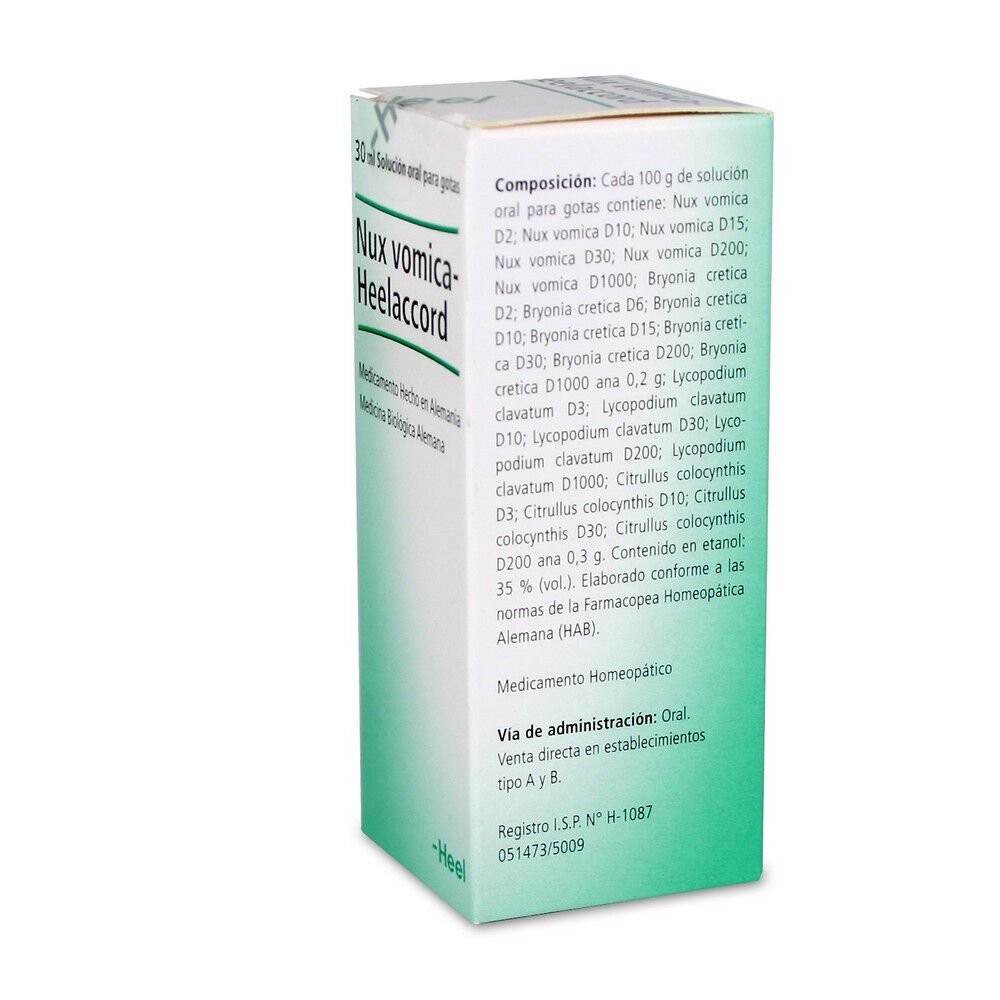 Heel
Nux vomica-
Heelaccord
30 ml Solución oral para gotas
Nux vomica-
Heelaccord
Medicamento Hecho en Alemania
Medicina Biológica Alemana
-Heel
Composición: Cada 100 g de solución
oral para gotas contiene: Nux vomica
D2; Nux vomica D10; Nux vomica D15;
Nux vomica D30; Nux vomica D200;
Nux vomica D1000; Bryonia cretica
D2; Bryonia cretica D6; Bryonia cretica
D10; Bryonia cretica D15; Bryonia creti-
ca D30; Bryonia cretica D200; Bryonia
cretica D1000 ana 0,2 g; Lycopodium
clavatum D3; Lycopodium clavatum
D10; Lycopodium clavatum D30; Lyco-
podium clavatum D200; Lycopodium
clavatum D1000; Citrullus colocynthis
D3; Citrullus colocynthis D10; Citrullus
colocynthis D30; Citrullus colocynthis
D200 ana 0,3 g. Contenido en etanol:
35 % (vol.). Elaborado conforme a las
normas de la Farmacopea Homeopática
Alemana (HAB).
Medicamento Homeopático
Vía de administración: Oral.
Venta directa en establecimientos
tipo A y B.
Registro I.S.P. N° H-1087
051473/5009